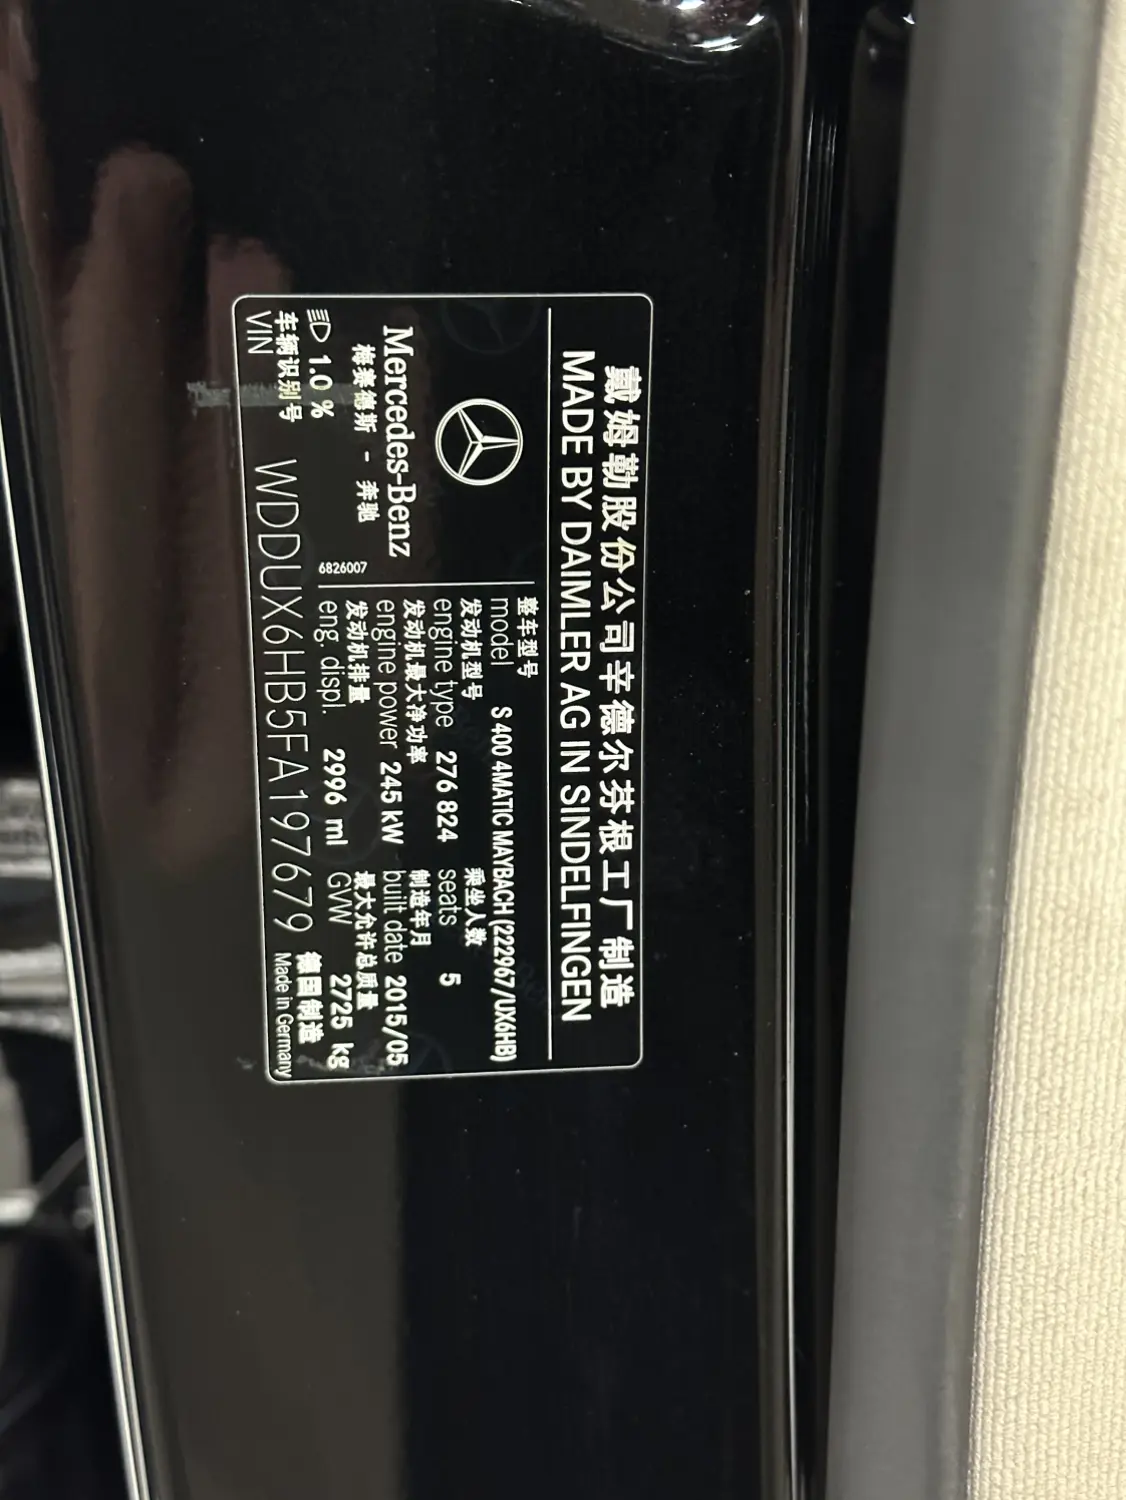 戴姆勒股份公司辛德尔芬根工厂制造
MADE BY DAIMLER AG IN SINDELFINGEN
Mercedes-Benz
梅赛德斯 - 奔驰
1.0 %
6826007
整车型号
model S 400 4MATIC MAYBACH (222967/UX6HB)
发动机型号 乘坐人数
engine type 276 824 seats 5
发动机最大净功率 制造年月
engine power 245 kW built date 2015/05
发动机排量 最大允许总质量
eng. displ. 2996 ml GVW 2725 kg
车辆识别号 德国制造
VIN WDDUX6HB5FA197679 Made in Germany